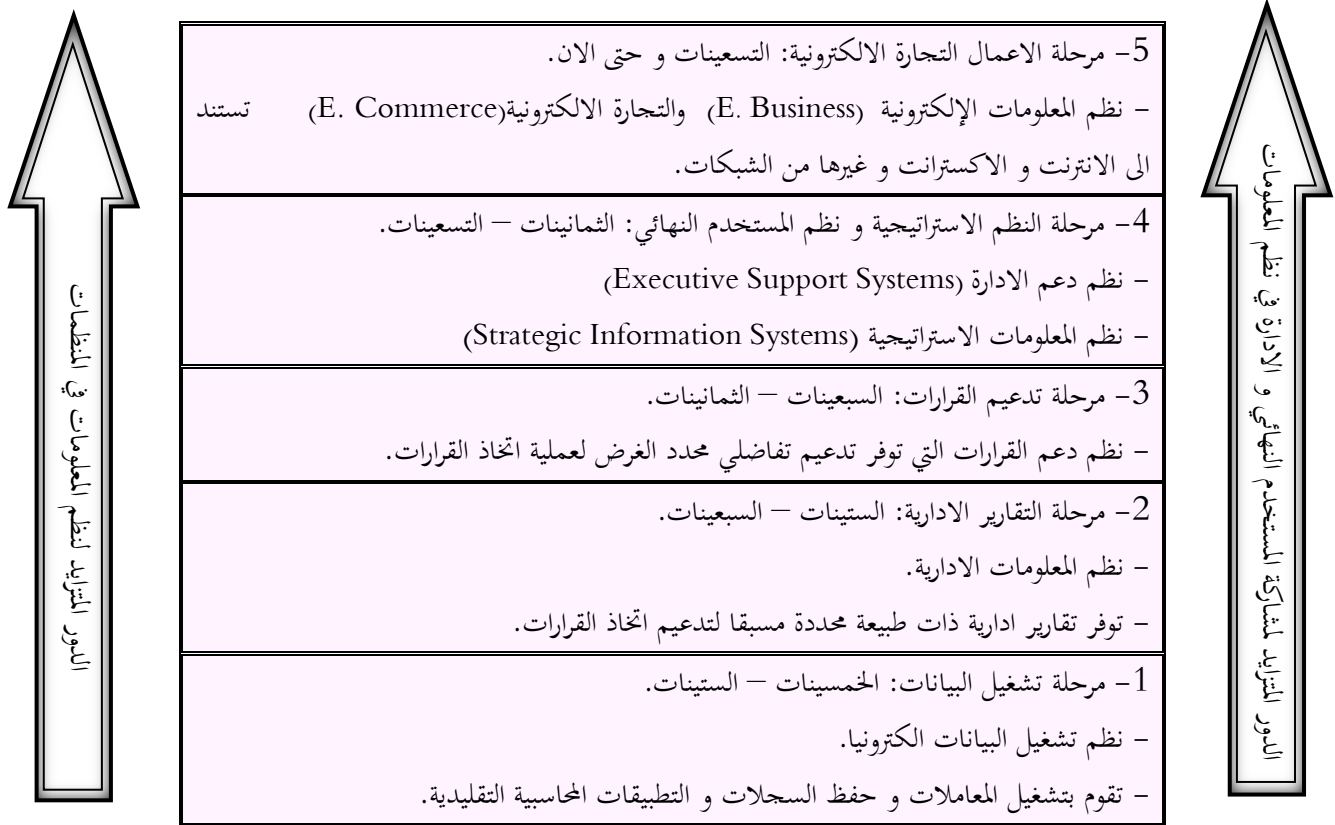 5- مرحلة الاعمال التجارة الالكترونية: التسعينات و حتى الان.
- نظم المعلومات الإلكترونية (E. Business) والتجارة الالكترونية(E. Commerce) تستند
الى الانترنت و الاكسترانت و غيرها من الشبكات.
4- مرحلة النظم الاستراتيجية و نظم المستخدم النهائي: الثمانينات – التسعينات.
- نظم دعم الادارة (Executive Support Systems)
- نظم المعلومات الاستراتيجية (Strategic Information Systems)
3- مرحلة تدعيم القرارات: السبعينات – الثمانينات.
- نظم دعم القرارات التي توفر تدعيم تفاضلي محدد الغرض لعملية اتخاذ القرارات.
2- مرحلة التقارير الادارية: الستينات – السبعينات.
- نظم المعلومات الادارية.
- توفر تقارير ادارية ذات طبيعة محددة مسبقا لتدعيم اتخاذ القرارات.
1- مرحلة تشغيل البيانات: الخمسينات – الستينات.
- نظم تشغيل البيانات الكترونيا.
- تقوم بتشغيل المعاملات و حفظ السجلات و التطبيقات المحاسبية التقليدية.
الدور المتزايد لمشاركة المستخدم النهائي و الادارة في نظم المعلومات
الدور المتزايد لنظم المعلومات في المنظمات